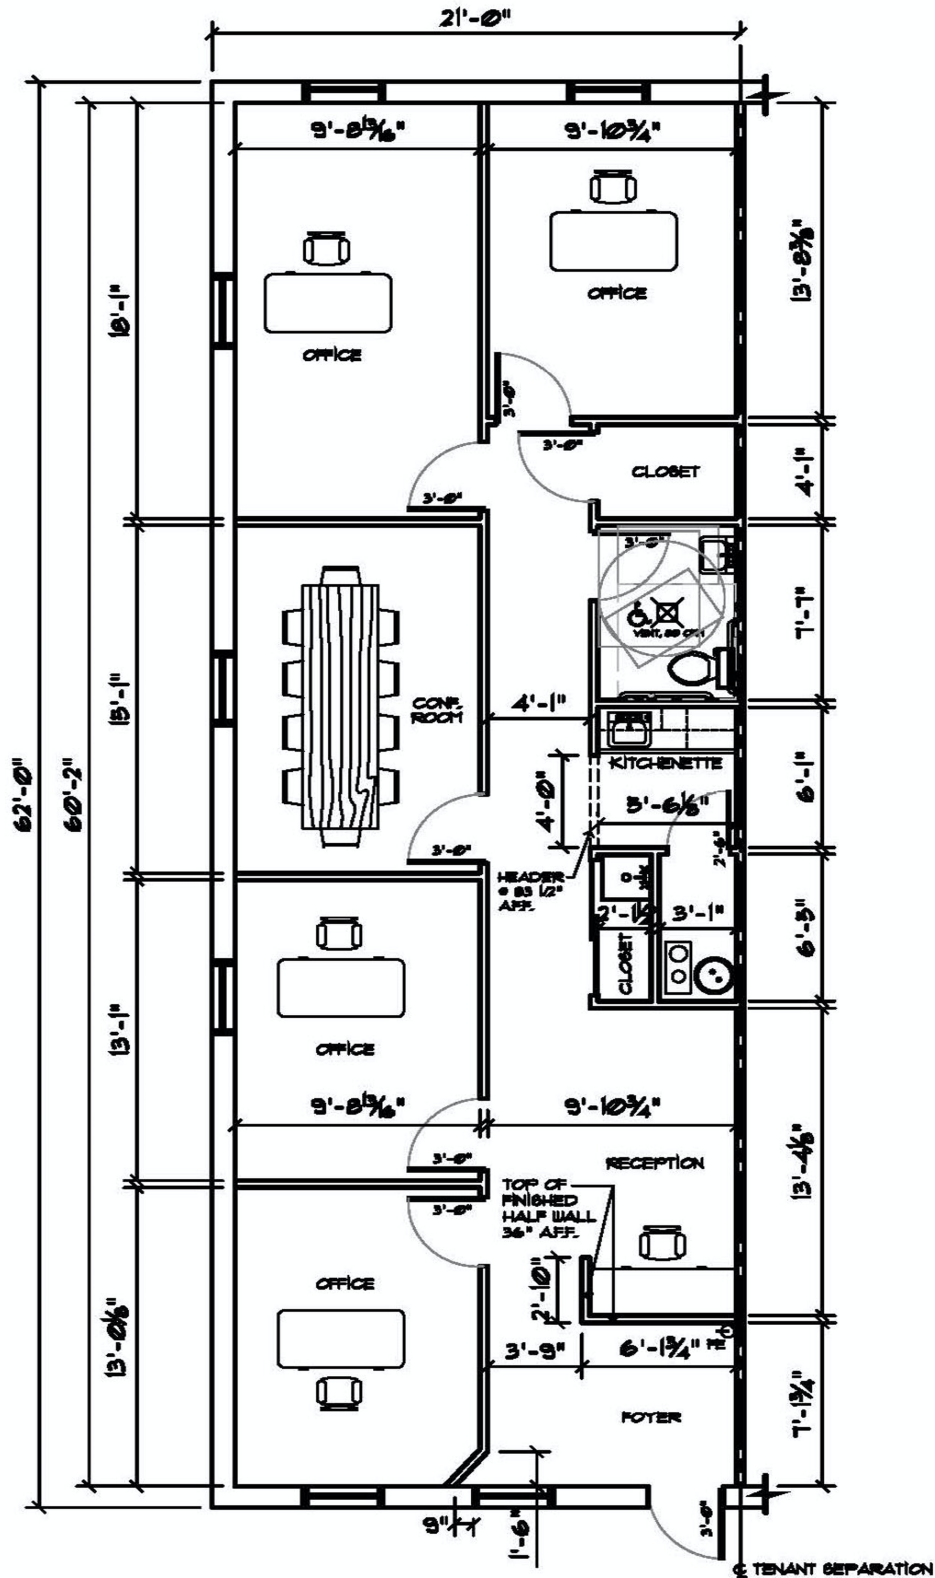 21'-0"
9'-8 13/16"
9'-10 3/4"
OFFICE
13'-8 3/8"
18'-1"
OFFICE
3'-0"
3'-0"
CLOSET
4'-1"
3'-0"
3'-0"
7'-7"
CONF.
ROOM
4'-1"
15'-1"
KITCHENETTE
6'-1"
62'-0"
60'-2"
4'-0"
5'-6 1/8"
3'-0"
2'-6"
HEADER
@ 83 1/2"
A.F.F.
2'-1 1/2
3'-1"
CLOSET
6'-5"
13'-1"
OFFICE
9'-8 13/16"
9'-10 3/4"
3'-0"
RECEPTION
13'-4 1/8"
TOP OF
FINISHED
HALF WALL
36" A.F.F.
3'-0"
OFFICE
2'-10"
13'-0 1/8"
3'-9"
6'-1 3/4"
FE
FOYER
7'-1 3/4"
9"
1'-6"
3'-0"
℄ TENANT SEPARATION